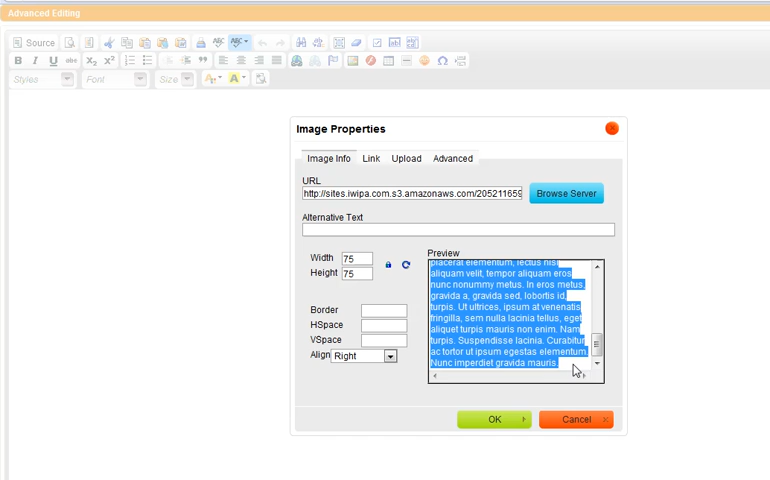 Advanced Editing
Source
B I U abc X2 X2
Styles Font Size A A
Image Properties
Image Info Link Upload Advanced
URL
http://sites.iwipa.com.s3.amazonaws.com/205211659 Browse Server
Alternative Text
Width 75
Height 75
Border
HSpace
VSpace
Align Right
Preview
placerat elementum, lectus nisl
aliquam velit, tempor aliquam eros
nunc nonummy metus. In eros metus,
gravida a, gravida sed, lobortis id,
turpis. Ut ultrices, ipsum at venenatis
fringilla, sem nulla lacinia tellus, eget
aliquet turpis mauris non enim. Nam
turpis. Suspendisse lacinia. Curabitur
ac tortor ut ipsum egestas elementum.
Nunc imperdiet gravida mauris.
OK Cancel